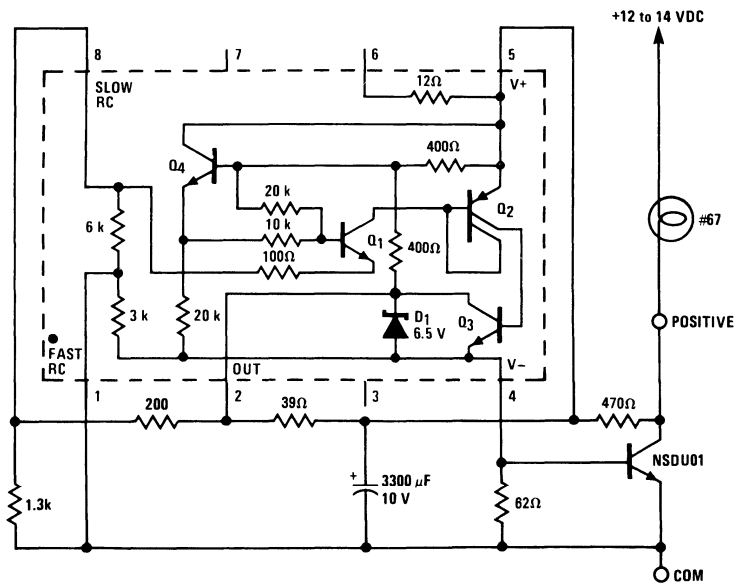 +12 to 14 VDC
8
7
6
5
SLOW
RC
12Ω
V+
400Ω
Q4
20 k
Q2
6 k
10 k
Q1
#67
100Ω
400Ω
3 k
20 k
D1
6.5 V
Q3
POSITIVE
FAST
RC
OUT
V−
1
2
3
4
200
39Ω
470Ω
NSDU01
+
3300 μF
10 V
1.3k
62Ω
COM